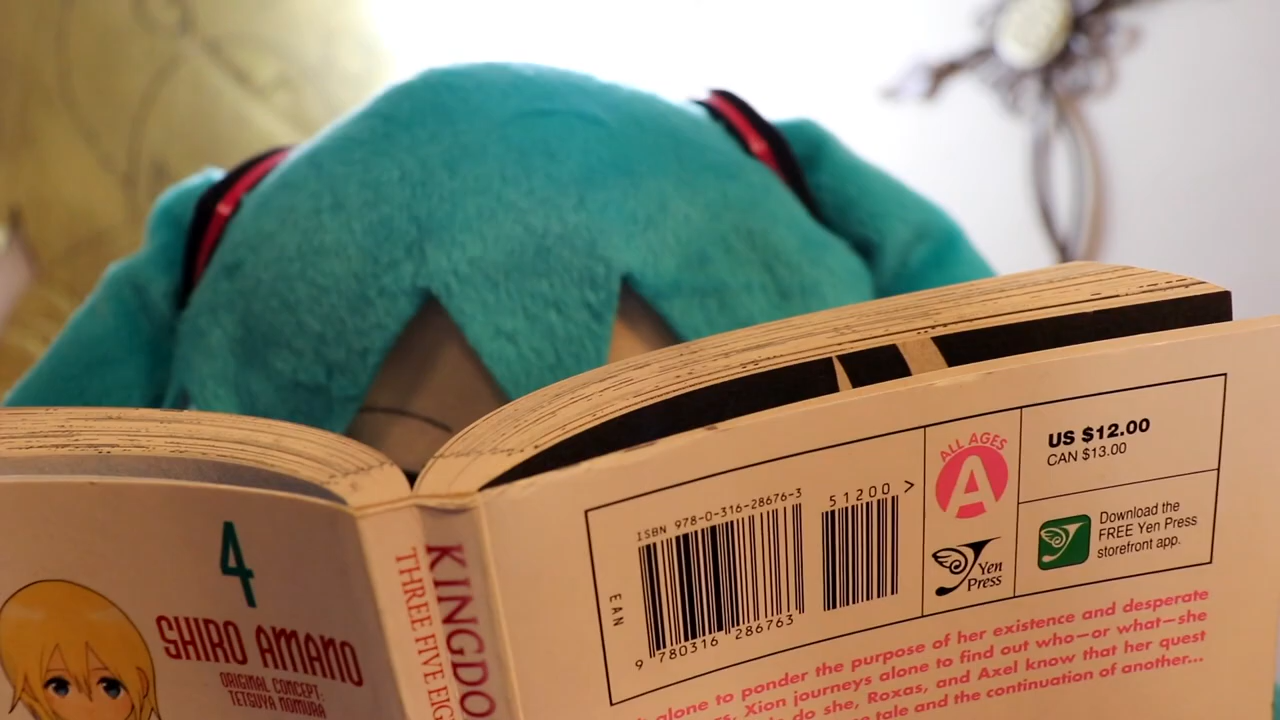 4
SHIRO AMANO
ORIGINAL CONCEPT:
TETSUYA NOMURA
KINGDO
THREE FIVE EIG
ISBN 978-0-316-28676-3
51200 >
EAN
9 780316 286763
ALL AGES
A
Yen
Press
US $12.00
CAN $13.00
Download the
FREE Yen Press
storefront app.
alone to ponder the purpose of her existence and desperate
Xion journeys alone to find out who—or what—she
do she, Roxas, and Axel know that her quest
tale and the continuation of another...